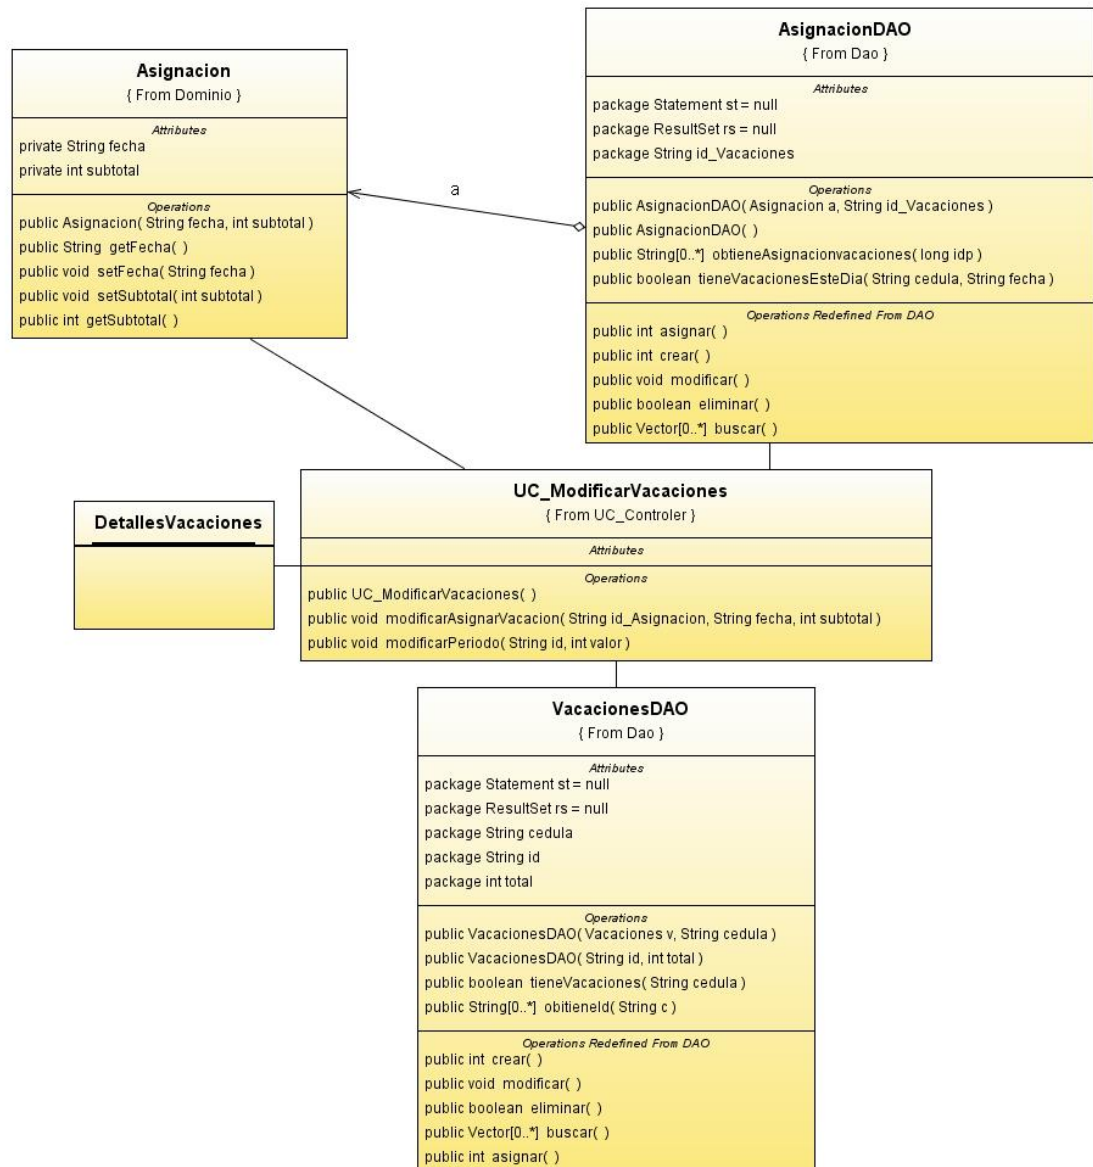 Asignacion
{ From Dominio }
Attributes
private String fecha
private int subtotal
Operations
public Asignacion( String fecha, int subtotal )
public String getFecha( )
public void setFecha( String fecha )
public void setSubtotal( int subtotal )
public int getSubtotal( )
a
AsignacionDAO
{ From Dao }
Attributes
package Statement st = null
package ResultSet rs = null
package String id_Vacaciones
Operations
public AsignacionDAO( Asignacion a, String id_Vacaciones )
public AsignacionDAO( )
public String[0..*] obtieneAsignacionvacaciones( long idp )
public boolean tieneVacacionesEsteDia( String cedula, String fecha )
Operations Redefined From DAO
public int asignar( )
public int crear( )
public void modificar( )
public boolean eliminar( )
public Vector[0..*] buscar( )
DetallesVacaciones
UC_ModificarVacaciones
{ From UC_Controler }
Attributes
Operations
public UC_ModificarVacaciones( )
public void modificarAsignarVacacion( String id_Asignacion, String fecha, int subtotal )
public void modificarPeriodo( String id, int valor )
VacacionesDAO
{ From Dao }
Attributes
package Statement st = null
package ResultSet rs = null
package String cedula
package String id
package int total
Operations
public VacacionesDAO( Vacaciones v, String cedula )
public VacacionesDAO( String id, int total )
public boolean tieneVacaciones( String cedula )
public String[0..*] obitieneId( String c )
Operations Redefined From DAO
public int crear( )
public void modificar( )
public boolean eliminar( )
public Vector[0..*] buscar( )
public int asignar( )